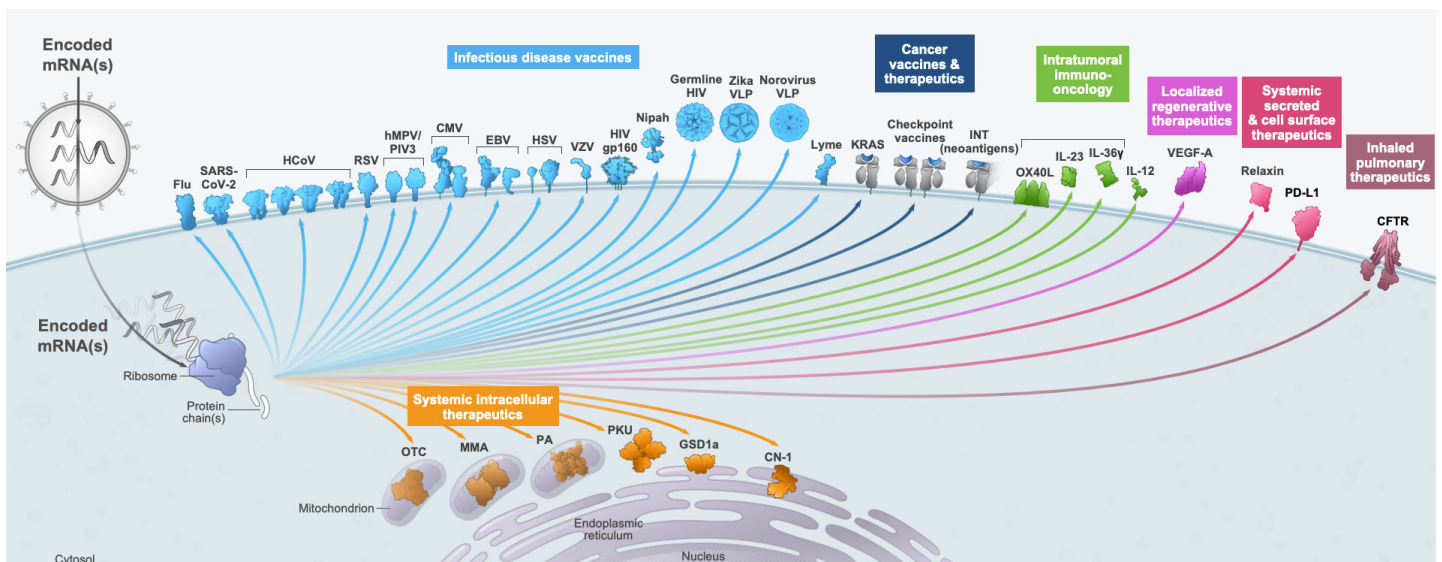 Encoded
mRNA(s)
Infectious disease vaccines
Cancer
vaccines &
therapeutics
Intratumoral
immuno-
oncology
Localized
regenerative
therapeutics
Systemic
secreted
& cell surface
therapeutics
Inhaled
pulmonary
therapeutics
Flu
SARS-
CoV-2
HCoV
RSV
hMPV/
PIV3
CMV
EBV
HSV
VZV
HIV
gp160
Nipah
Germline
HIV
Zika
VLP
Norovirus
VLP
Lyme
KRAS
Checkpoint
vaccines
INT
(neoantigens)
OX40L
IL-23
IL-36γ
IL-12
VEGF-A
Relaxin
PD-L1
CFTR
Encoded
mRNA(s)
Ribosome
Protein
chain(s)
Systemic intracellular
therapeutics
OTC
MMA
PA
PKU
GSD1a
CN-1
Mitochondrion
Endoplasmic
reticulum
Nucleus
Cytosol